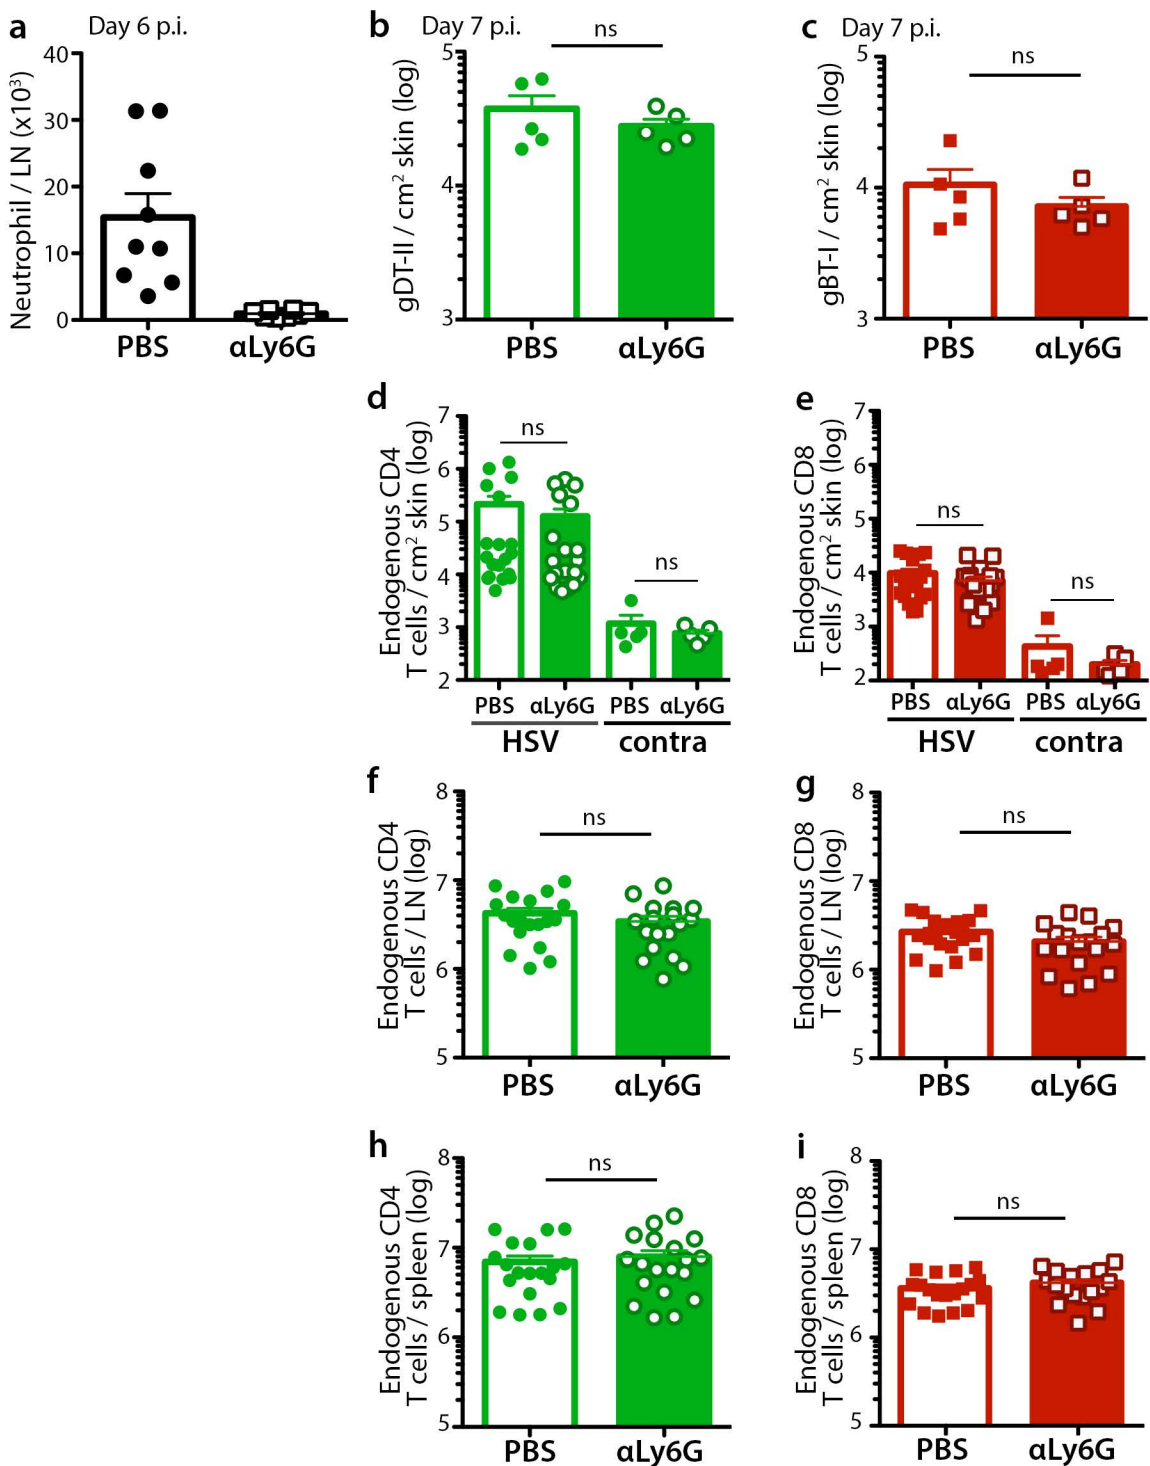 a
Day 6 p.i.
Neutrophil / LN (x10³)
40
30
20
10
0
PBS
αLy6G
b
Day 7 p.i.
ns
gDT-II / cm² skin (log)
5
4
3
PBS
αLy6G
c
Day 7 p.i.
ns
gBT-I / cm² skin (log)
5
4
3
PBS
αLy6G
d
Endogenous CD4
T cells / cm² skin (log)
7
6
5
4
3
2
ns
ns
PBS
αLy6G
PBS
αLy6G
HSV
contra
e
Endogenous CD8
T cells / cm² skin (log)
7
6
5
4
3
2
ns
ns
PBS
αLy6G
PBS
αLy6G
HSV
contra
f
Endogenous CD4
T cells / LN (log)
8
7
6
5
ns
PBS
αLy6G
g
Endogenous CD8
T cells / LN (log)
8
7
6
5
ns
PBS
αLy6G
h
Endogenous CD4
T cells / spleen (log)
8
7
6
5
ns
PBS
αLy6G
i
Endogenous CD8
T cells / spleen (log)
8
7
6
5
ns
PBS
αLy6G